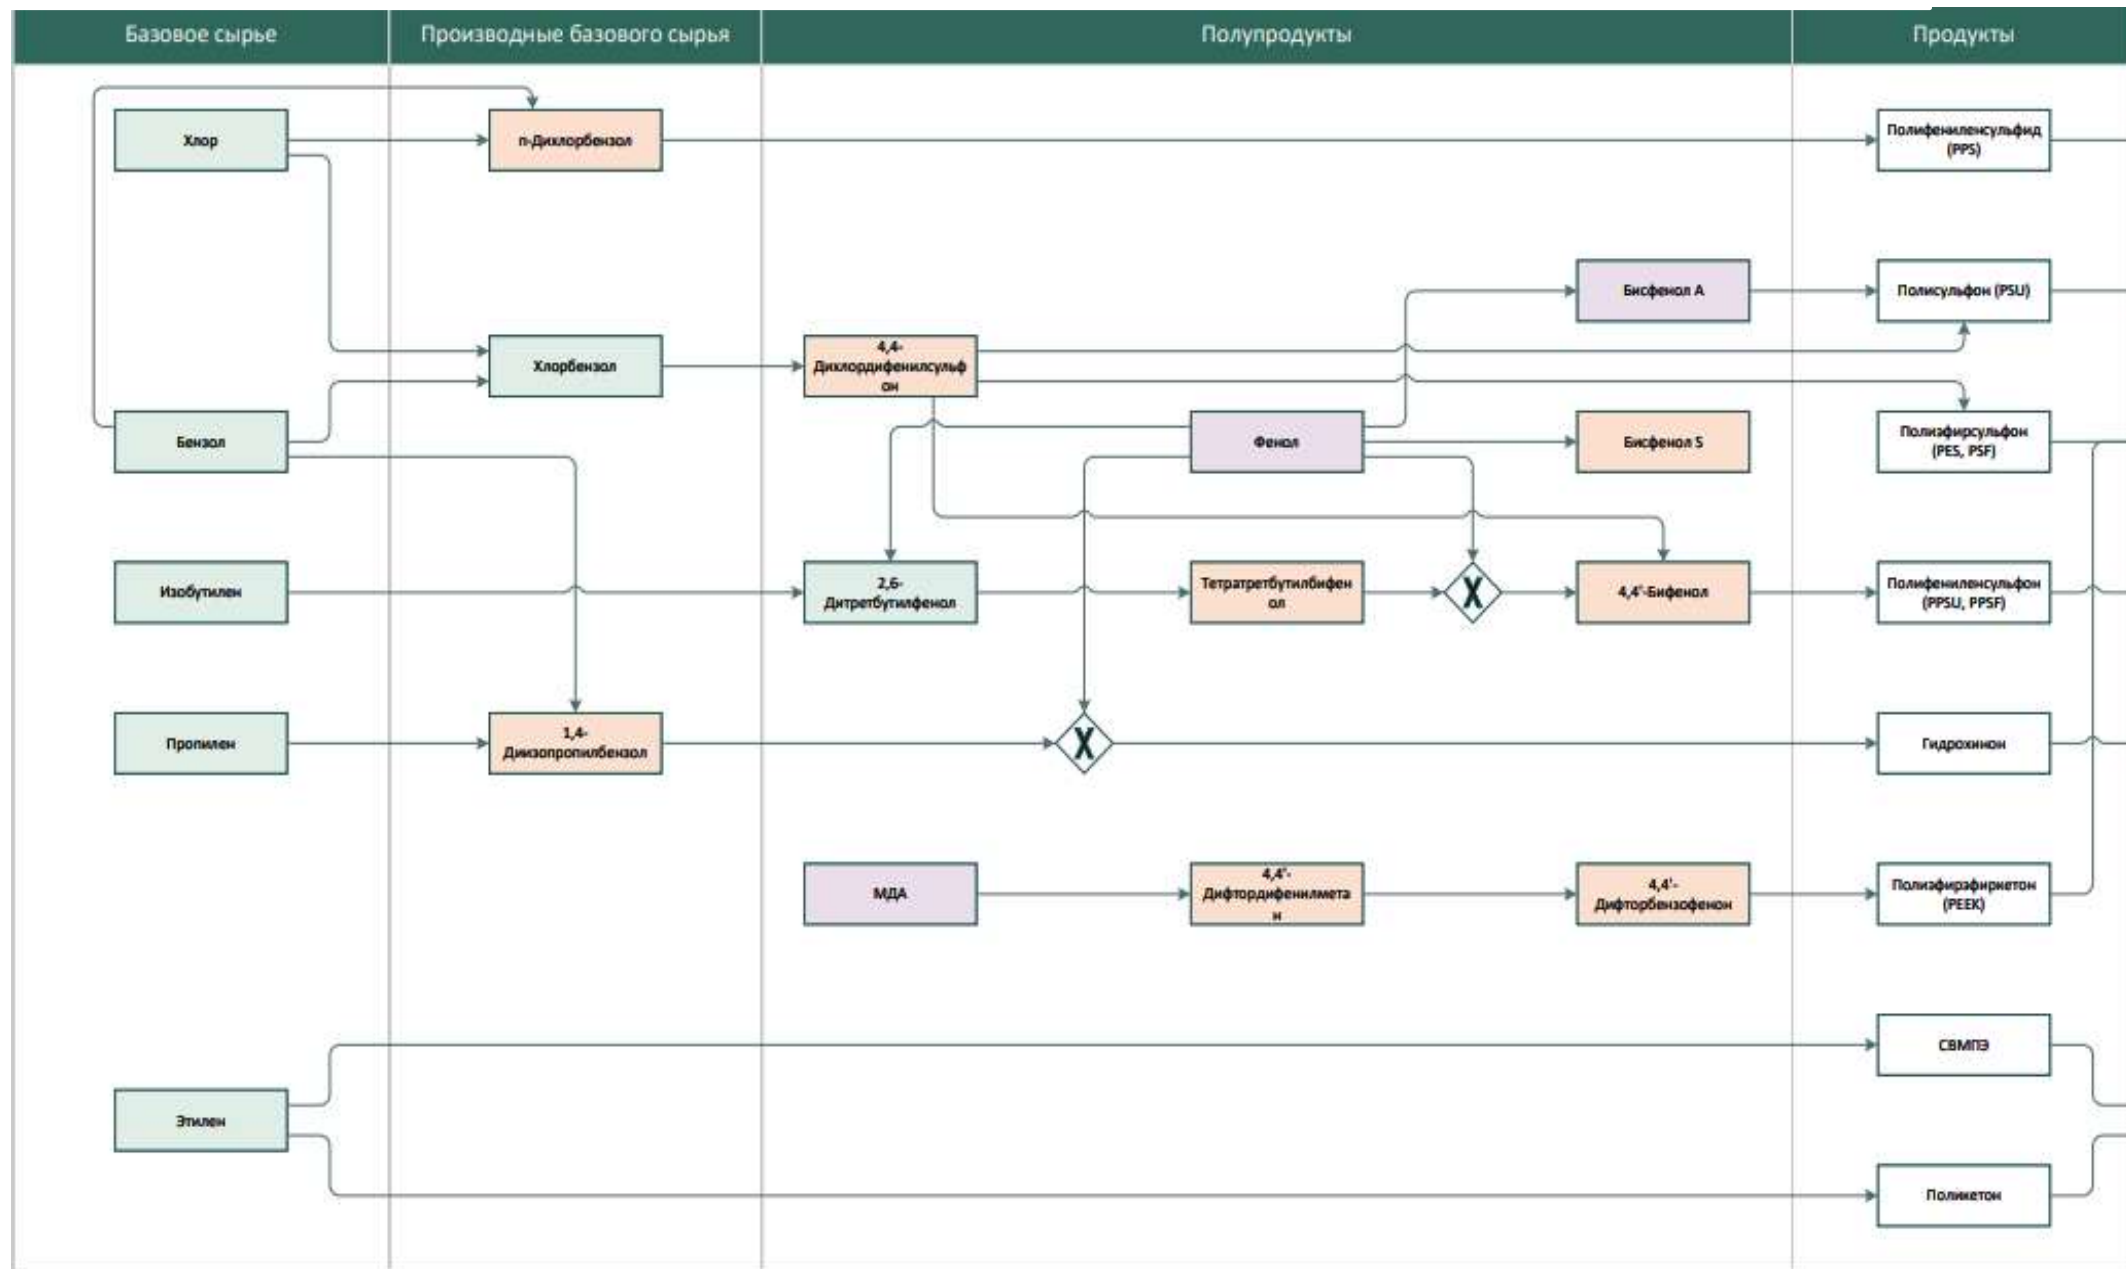 Базовое сырье
Производные базового сырья
Полупродукты
Продукты
Хлор
п-Дихлорбензол
Полифениленсульфид
(PPS)
Бисфенол А
Полисульфон (PSU)
Хлорбензол
4,4-
Дихлордифенилсульф
он
Бензол
Фенол
Бисфенол S
Полиэфирсульфон
(PES, PSF)
Изобутилен
2,6-
Дитретбутилфенол
Тетратретбутилбифен
ол
X
4,4'-Бифенол
Полифениленсульфон
(PPSU, PPSF)
Пропилен
1,4-
Диизопропилбензол
X
Гидрохинон
МДА
4,4'-
Дифтордифенилмета
н
4,4'-
Дифторбензофенон
Полиэфирэфиркетон
(PEEK)
СВМПЭ
Этилен
Поликетон